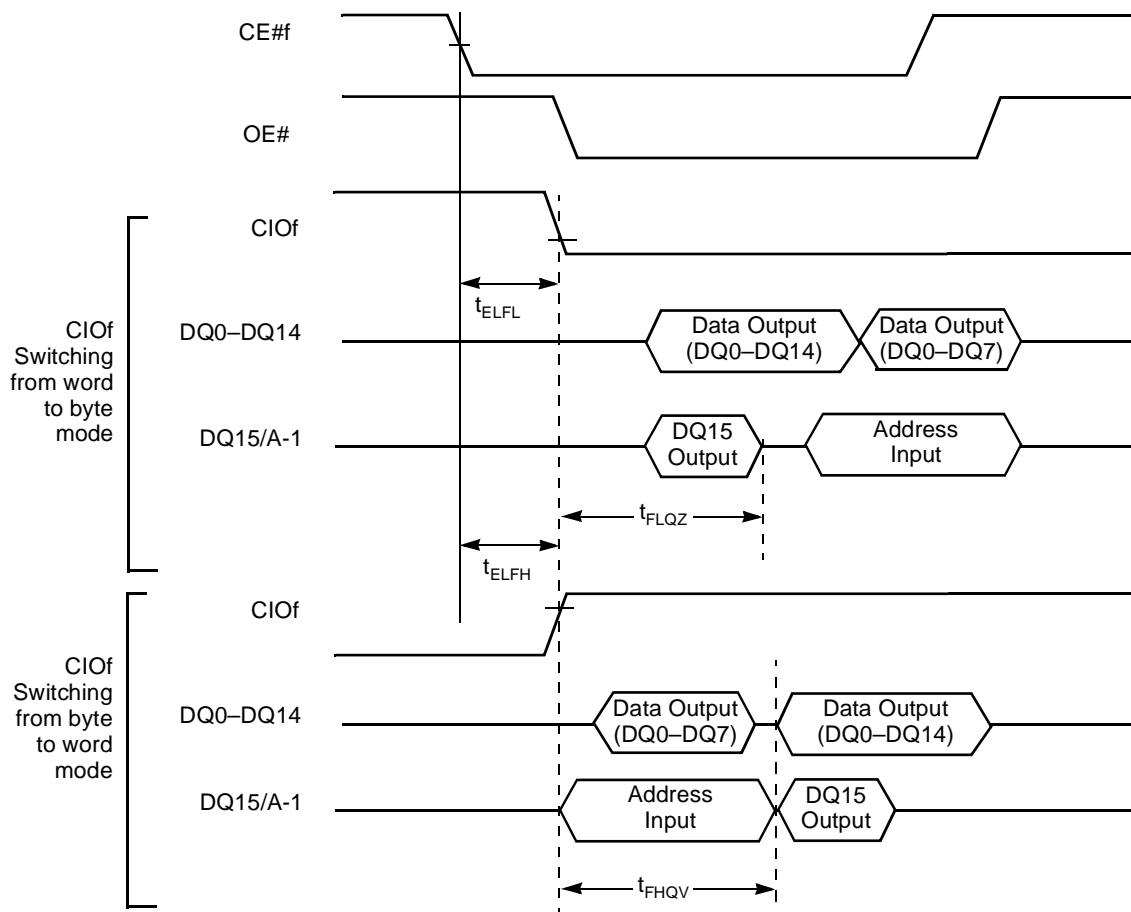 CE#f
OE#
CIOf
Switching
from word
to byte
mode
CIOf
tELFL
DQ0–DQ14
Data Output
(DQ0–DQ14)
Data Output
(DQ0–DQ7)
DQ15/A-1
DQ15
Output
Address
Input
tFLQZ
tELFH
CIOf
Switching
from byte
to word
mode
CIOf
DQ0–DQ14
Data Output
(DQ0–DQ7)
Data Output
(DQ0–DQ14)
DQ15/A-1
Address
Input
DQ15
Output
tFHQV